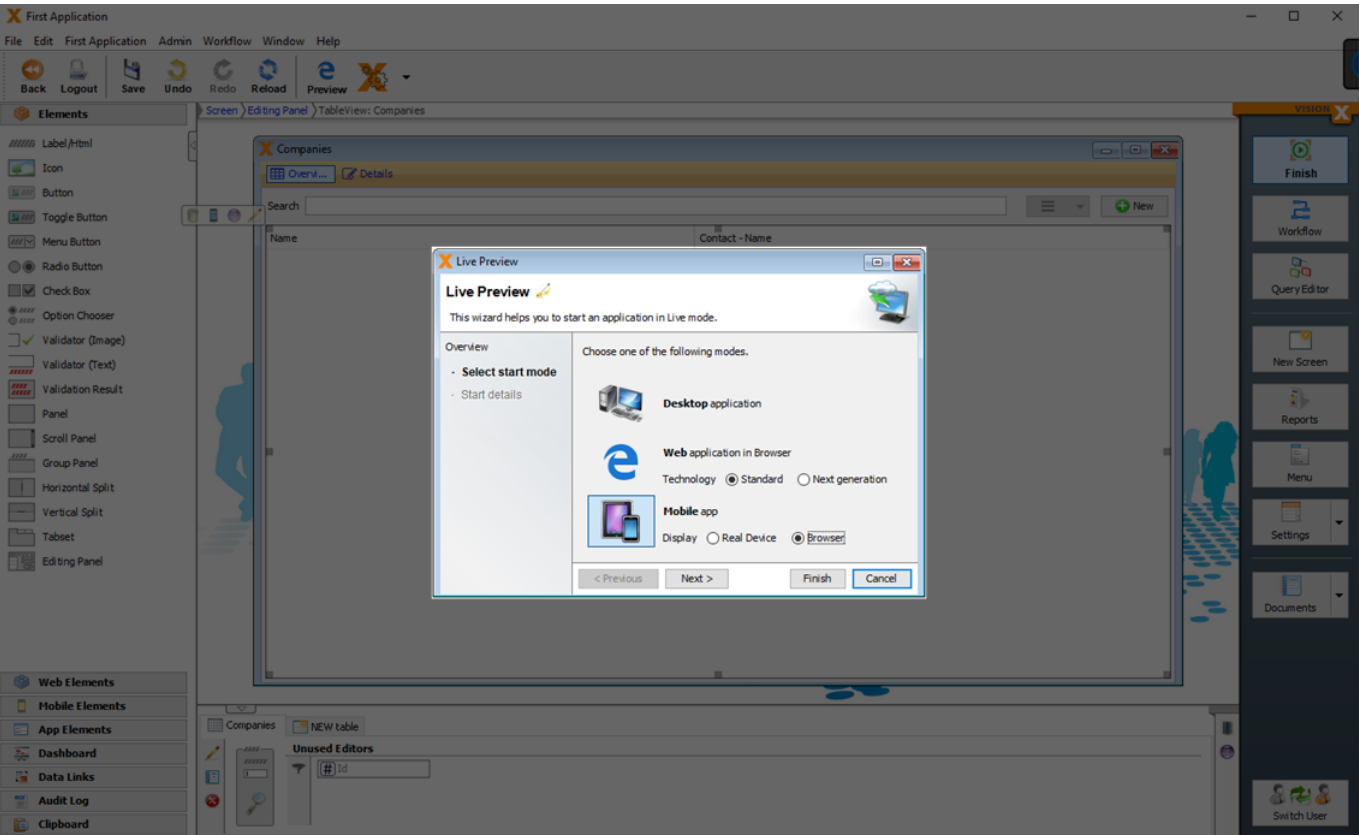 First Application
File Edit First Application Admin Workflow Window Help
Back Logout Save Undo Redo Reload Preview
Elements
Screen Editing Panel TableView: Companies
VISION
Label/Html
Icon
Button
Toggle Button
Menu Button
Radio Button
Check Box
Option Chooser
Validator (Image)
Validator (Text)
Validation Result
Panel
Scroll Panel
Group Panel
Horizontal Split
Vertical Split
Tabset
Editing Panel
Web Elements
Mobile Elements
App Elements
Dashboard
Data Links
Audit Log
Clipboard
Companies
Overvi... Details
Search New
Name Contact - Name
Live Preview
Live Preview
This wizard helps you to start an application in Live mode.
Overview
· Select start mode
· Start details
Choose one of the following modes.
Desktop application
Web application in Browser
Technology Standard Next generation
Mobile app
Display Real Device Browser
< Previous Next > Finish Cancel
Companies NEW table
Unused Editors
# Id
Finish
Workflow
Query Editor
New Screen
Reports
Menu
Settings
Documents
Switch User